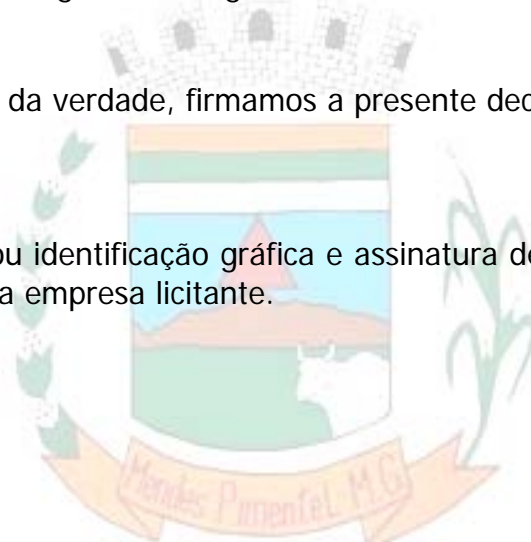 da verdade, firmamos a presente dec
ou identificação gráfica e assinatura de
a empresa licitante.
Mendes Pimentel M.G